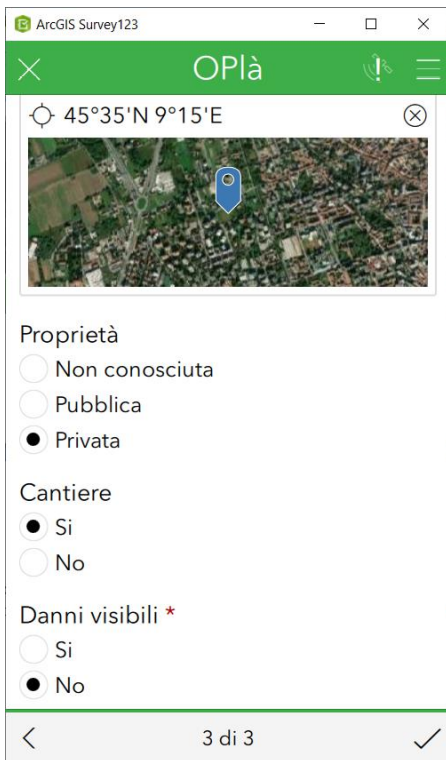 ArcGIS Survey123
OPlà
45°35'N 9°15'E
Proprietà
Non conosciuta
Pubblica
Privata
Cantiere
Si
No
Danni visibili *
Si
No
3 di 3